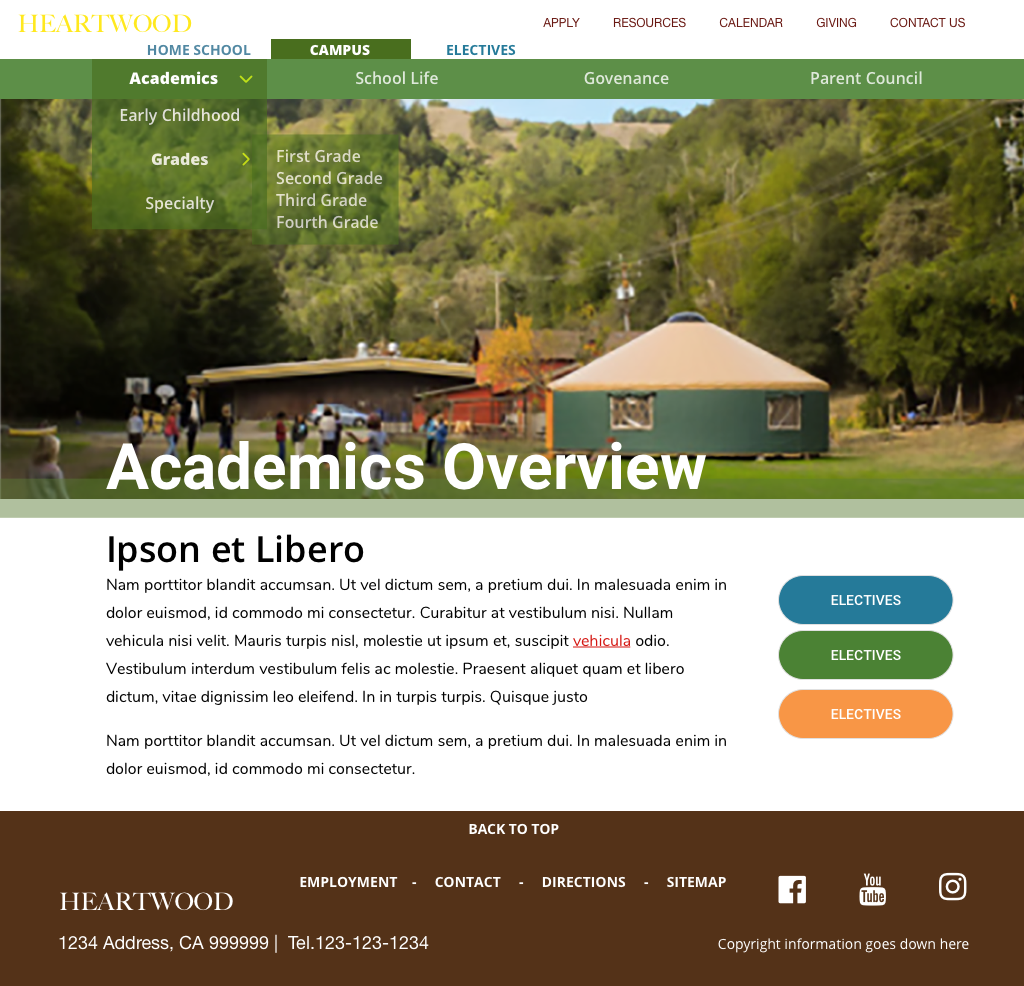 HEARTWOOD
APPLY RESOURCES CALENDAR GIVING CONTACT US
HOME SCHOOL CAMPUS ELECTIVES
Academics School Life Govenance Parent Council
Early Childhood
Grades
Specialty
First Grade
Second Grade
Third Grade
Fourth Grade
Academics Overview
Ipson et Libero
Nam porttitor blandit accumsan. Ut vel dictum sem, a pretium dui. In malesuada enim in
dolor euismod, id commodo mi consectetur. Curabitur at vestibulum nisi. Nullam
vehicula nisi velit. Mauris turpis nisl, molestie ut ipsum et, suscipit vehicula odio.
Vestibulum interdum vestibulum felis ac molestie. Praesent aliquet quam et libero
dictum, vitae dignissim leo eleifend. In in turpis turpis. Quisque justo
Nam porttitor blandit accumsan. Ut vel dictum sem, a pretium dui. In malesuada enim in
dolor euismod, id commodo mi consectetur.
ELECTIVES
ELECTIVES
ELECTIVES
BACK TO TOP
EMPLOYMENT - CONTACT - DIRECTIONS - SITEMAP
You
Tube
HEARTWOOD
1234 Address, CA 999999 | Tel.123-123-1234
Copyright information goes down here